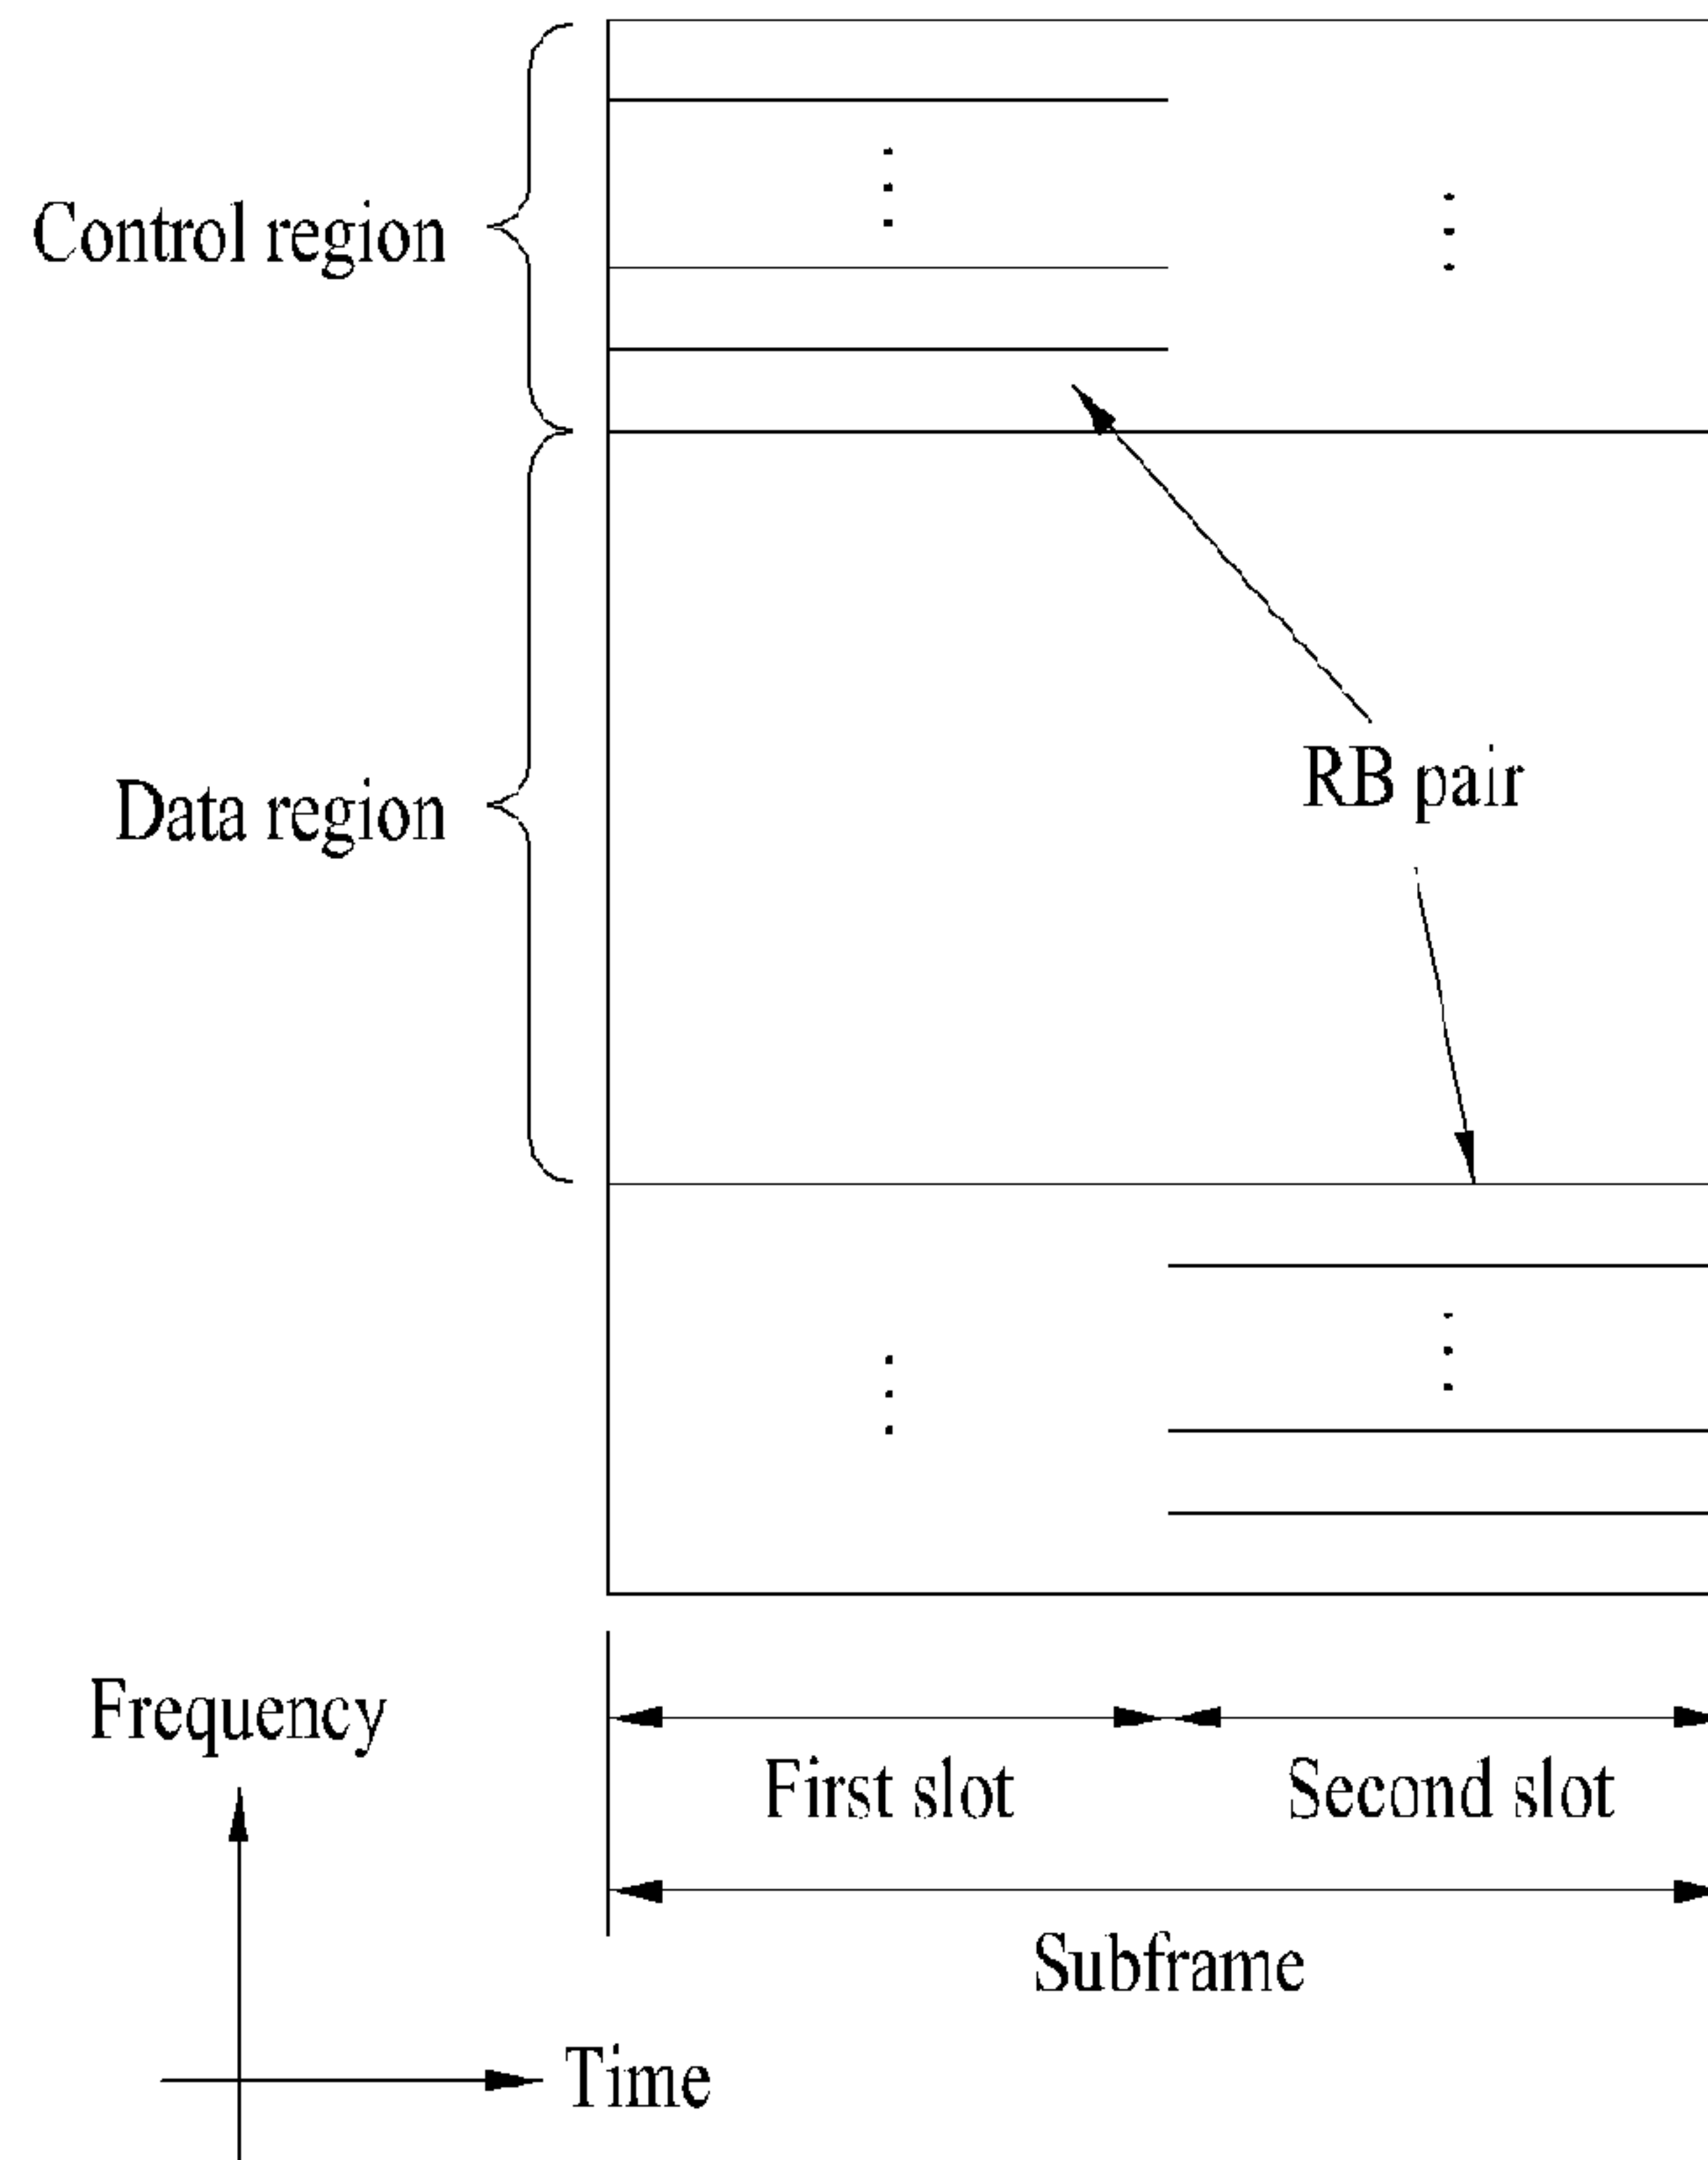 Control region
Data region
RB pair
Frequency
First slot
Second slot
Subframe
Time